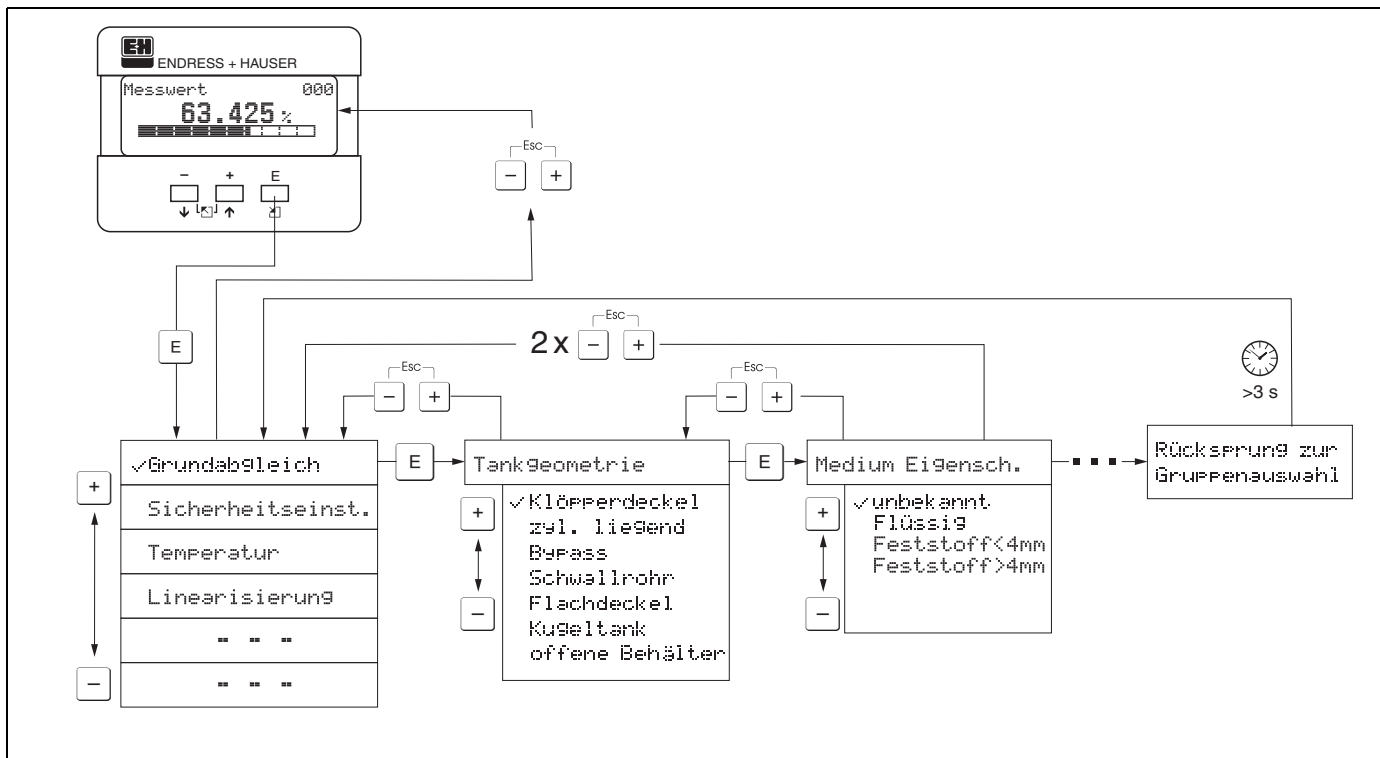 E+H
ENDRESS + HAUSER
Messwert 000
63.425 %
- + E
Esc
- +
E
Esc
2 x - +
Esc
- +
Esc
- +
>3 s
✓Grundabgleich
Sicherheitseinst.
Temperatur
Linearisierung
- - -
- - -
+
-
E
Tankgeometrie
✓Klöpperdeckel
zyl. liegend
Bypass
Schwallrohr
Flachdeckel
Kugeltank
offene Behälter
+
-
E
Medium Eigensch.
✓unbekannt
Flüssig
Feststoff<4mm
Feststoff>4mm
+
-
Rücksprung zur
Gruppenauswahl